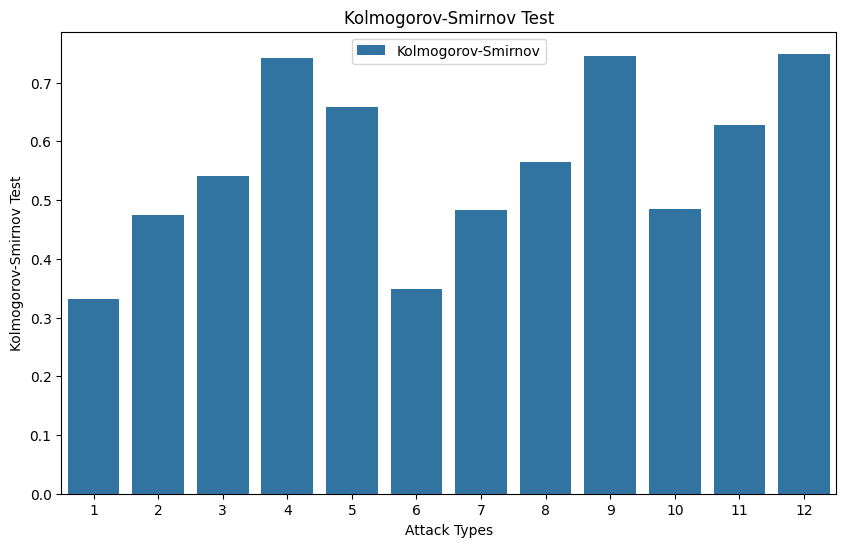 Kolmogorov-Smirnov Test
Kolmogorov-Smirnov
Kolmogorov-Smirnov Test
0.7
0.6
0.5
0.4
0.3
0.2
0.1
0.0
1 2 3 4 5 6 7 8 9 10 11 12
Attack Types